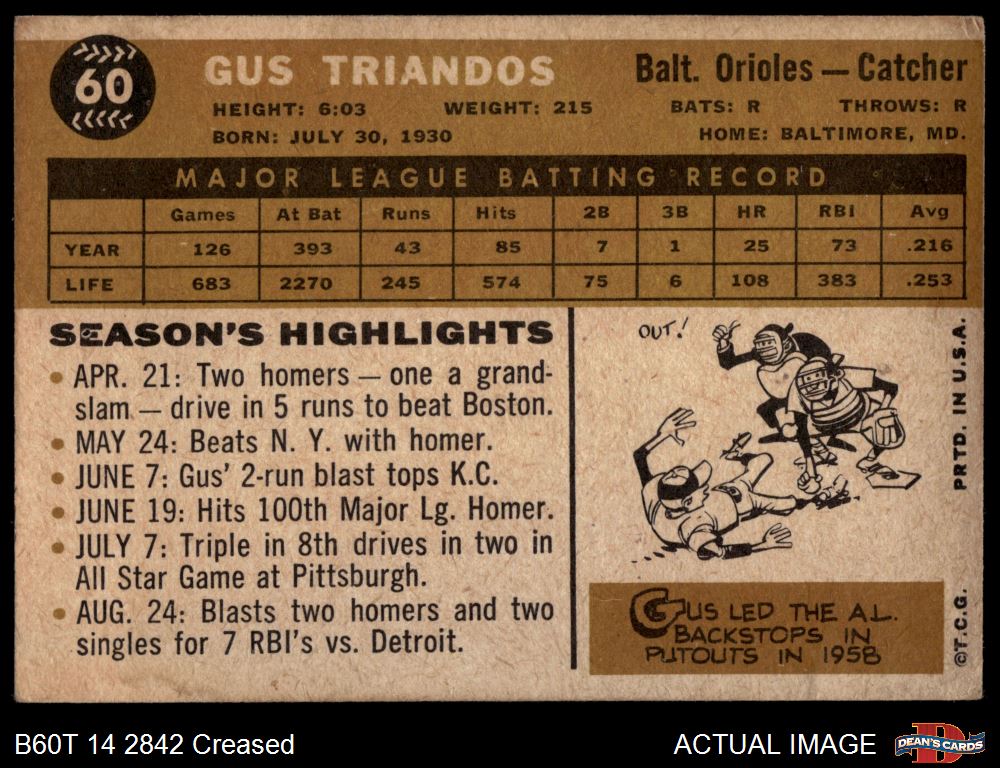 60
GUS TRIANDOS
Balt. Orioles — Catcher
HEIGHT: 6:03 WEIGHT: 215 BATS: R THROWS: R
BORN: JULY 30, 1930 HOME: BALTIMORE, MD.
MAJOR LEAGUE BATTING RECORD
Games At Bat Runs Hits 2B 3B HR RBI Avg
YEAR 126 393 43 85 7 1 25 73 .216
LIFE 683 2270 245 574 75 6 108 383 .253
SEASON'S HIGHLIGHTS
• APR. 21: Two homers — one a grand-
slam — drive in 5 runs to beat Boston.
• MAY 24: Beats N. Y. with homer.
• JUNE 7: Gus' 2-run blast tops K.C.
• JUNE 19: Hits 100th Major Lg. Homer.
• JULY 7: Triple in 8th drives in two in
All Star Game at Pittsburgh.
• AUG. 24: Blasts two homers and two
singles for 7 RBI's vs. Detroit.
OUT!
GUS LED THE A.L.
BACKSTOPS IN
PUTOUTS IN 1958
©T.C.G. PRTD. IN U.S.A.
B60T 14 2842 Creased
ACTUAL IMAGE
DEAN'S CARDS